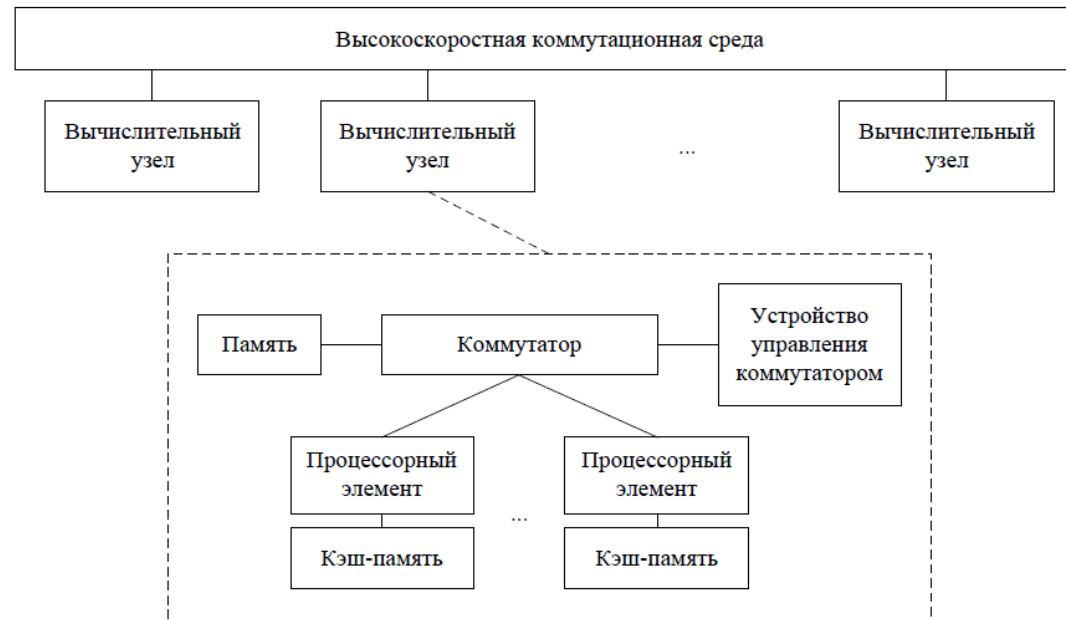 Высокоскоростная коммутационная среда
Вычислительный
узел
Вычислительный
узел
...
Вычислительный
узел
Память
Коммутатор
Устройство
управления
коммутатором
Процессорный
элемент
Процессорный
элемент
...
Кэш-память
Кэш-память